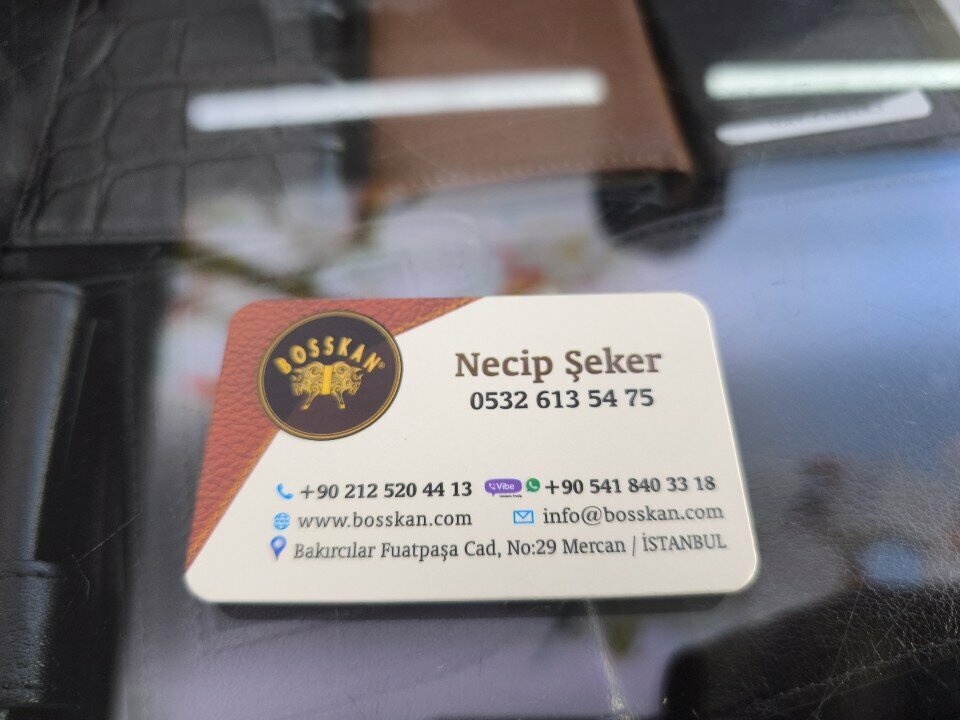 BOSSKAN®
Necip Şeker
0532 613 54 75
+90 212 520 44 13 Vibe +90 541 840 33 18
www.bosskan.com info@bosskan.com
Bakırcılar Fuatpaşa Cad, No:29 Mercan / İSTANBUL